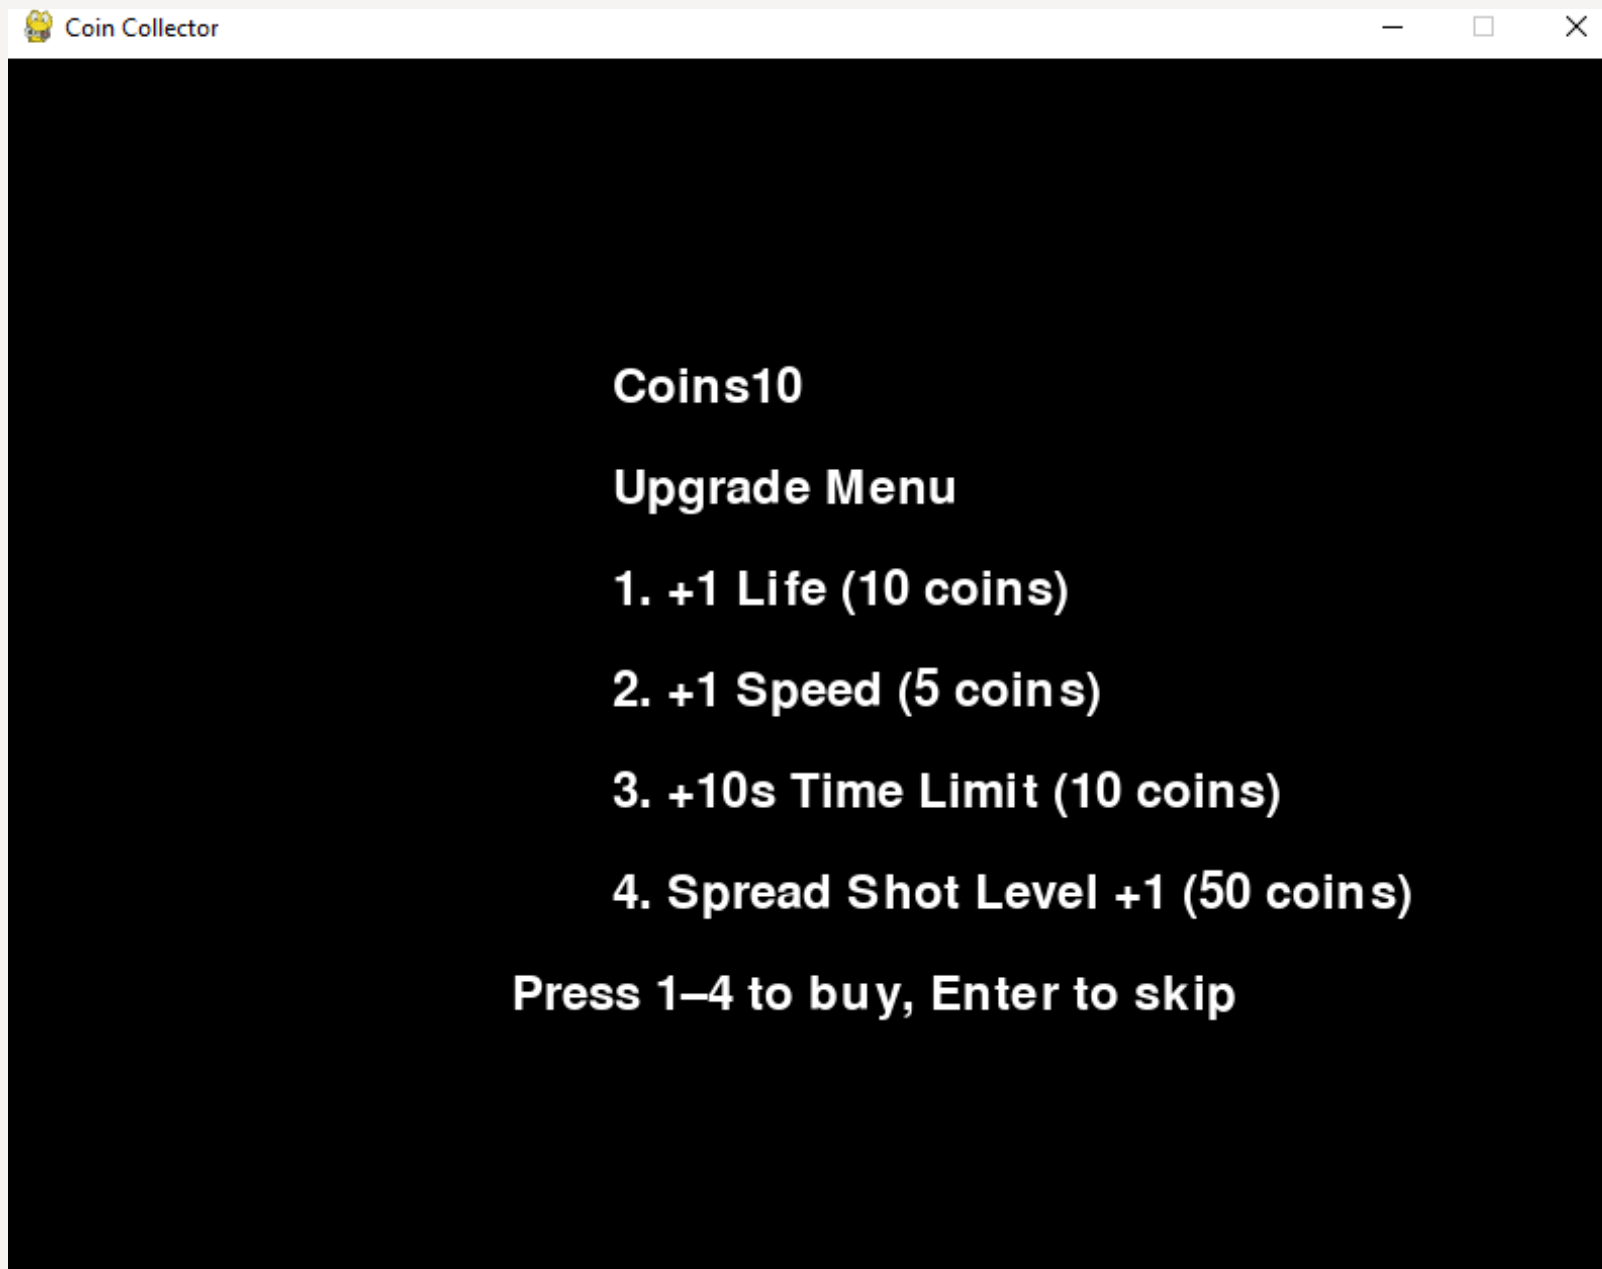 Coin Collector
Coins10
Upgrade Menu
1. +1 Life (10 coins)
2. +1 Speed (5 coins)
3. +10s Time Limit (10 coins)
4. Spread Shot Level +1 (50 coins)
Press 1–4 to buy, Enter to skip